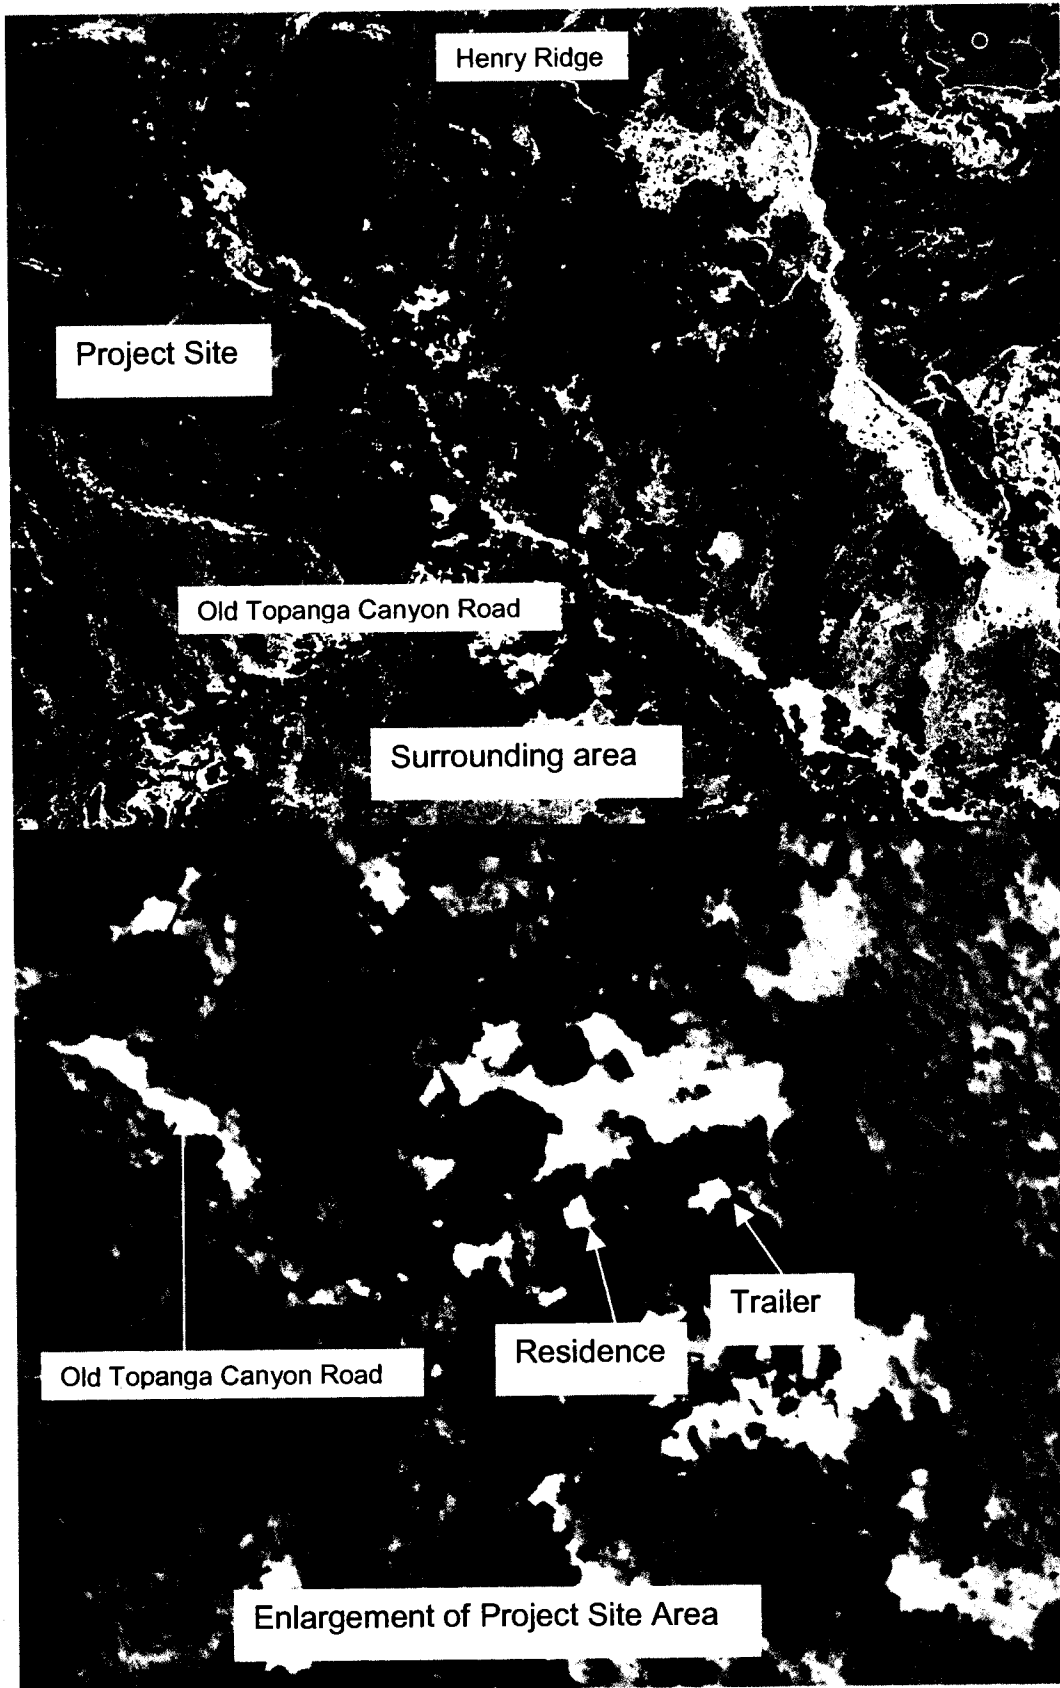 Henry Ridge
Project Site
Old Topanga Canyon Road
Surrounding area
Trailer
Residence
Old Topanga Canyon Road
Enlargement of Project Site Area